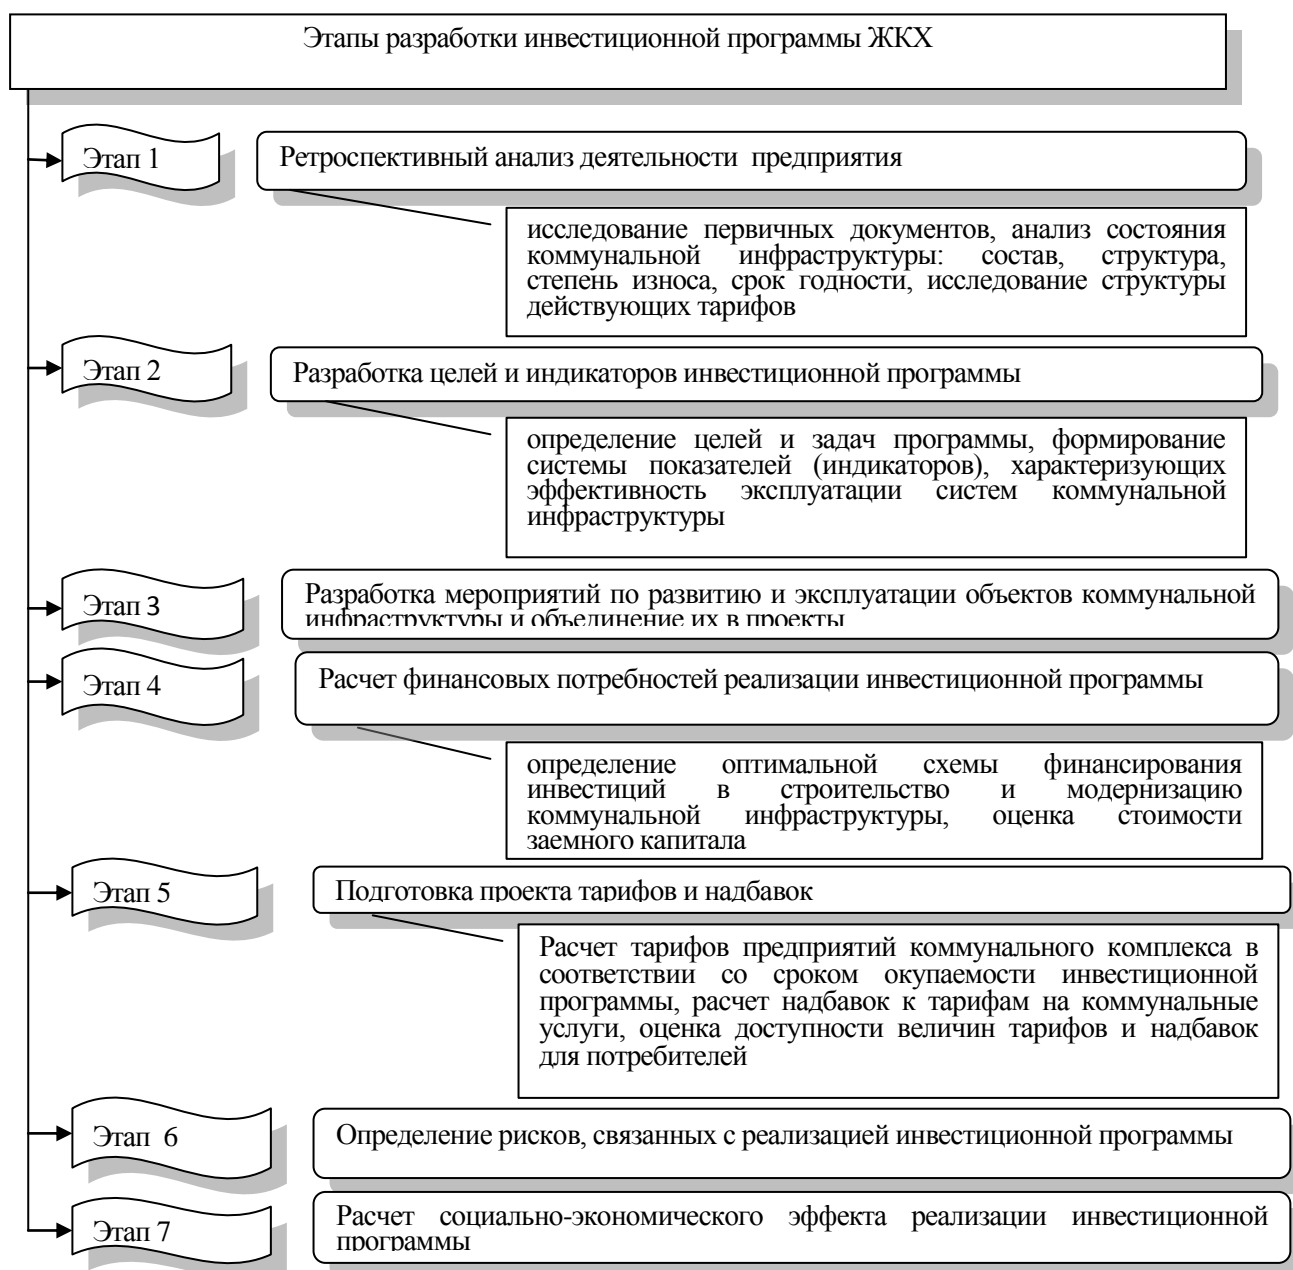 Этапы разработки инвестиционной программы ЖКХ
Этап 1
Ретроспективный анализ деятельности предприятия
исследование первичных документов, анализ состояния
коммунальной инфраструктуры: состав, структура,
степень износа, срок годности, исследование структуры
действующих тарифов
Этап 2
Разработка целей и индикаторов инвестиционной программы
определение целей и задач программы, формирование
системы показателей (индикаторов), характеризующих
эффективность эксплуатации систем коммунальной
инфраструктуры
Этап 3
Разработка мероприятий по развитию и эксплуатации объектов коммунальной
инфраструктуры и объединение их в проекты
Этап 4
Расчет финансовых потребностей реализации инвестиционной программы
определение оптимальной схемы финансирования
инвестиций в строительство и модернизацию
коммунальной инфраструктуры, оценка стоимости
заемного капитала
Этап 5
Подготовка проекта тарифов и надбавок
Расчет тарифов предприятий коммунального комплекса в
соответствии со сроком окупаемости инвестиционной
программы, расчет надбавок к тарифам на коммунальные
услуги, оценка доступности величин тарифов и надбавок
для потребителей
Этап 6
Определение рисков, связанных с реализацией инвестиционной программы
Этап 7
Расчет социально-экономического эффекта реализации инвестиционной
программы